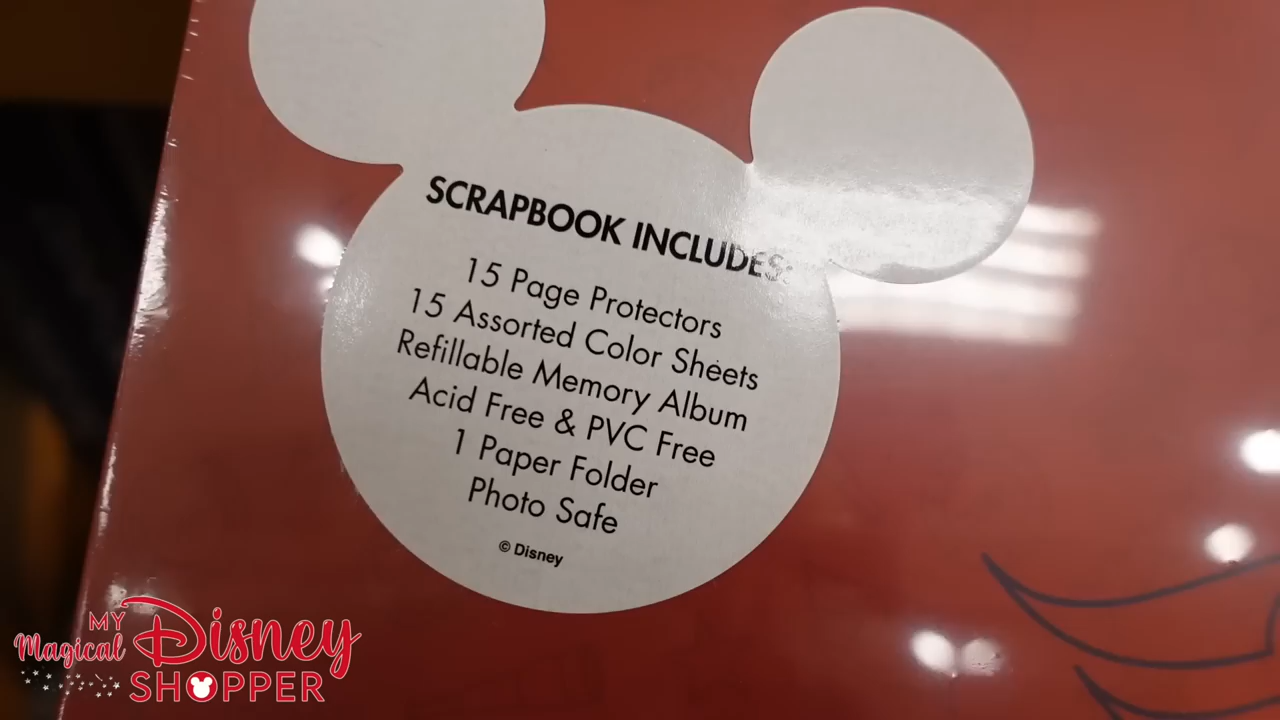 SCRAPBOOK INCLUDES:
15 Page Protectors
15 Assorted Color Sheets
Refillable Memory Album
Acid Free & PVC Free
1 Paper Folder
Photo Safe
© Disney
MY
Magical Disney
SHOPPER